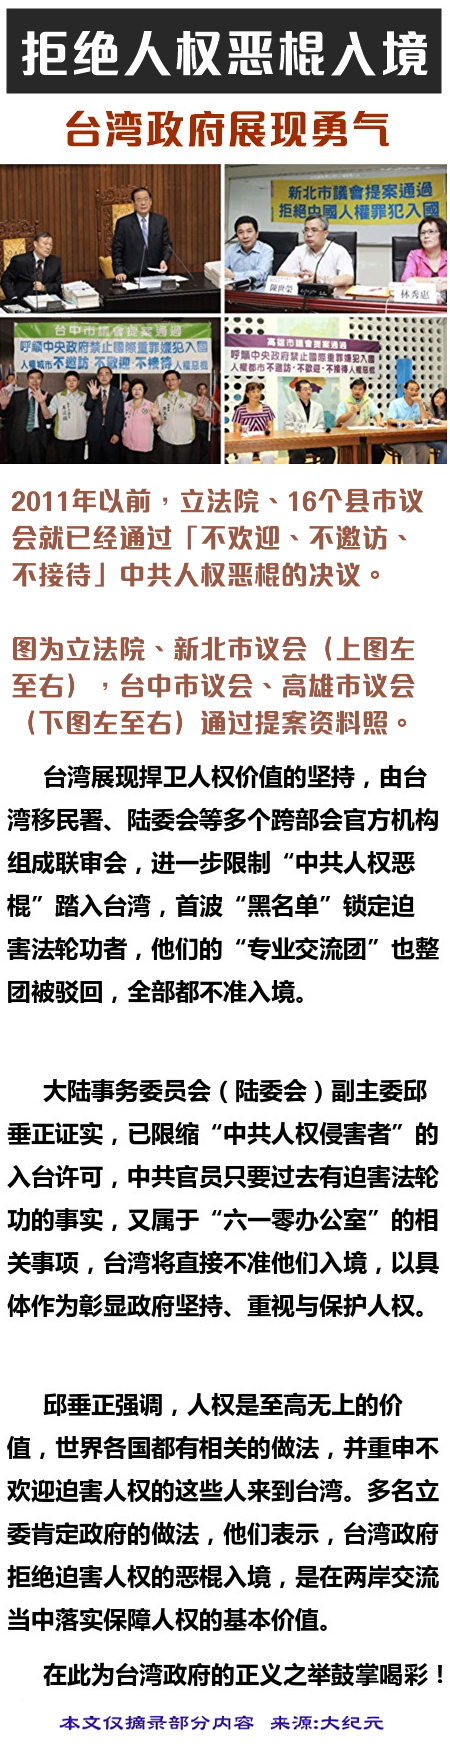 拒绝人权恶棍入境
台湾政府展现勇气
新北市議會提案通過
拒絕中國人權罪犯入國
陳世榮
林秀惠
台中市議會提案通過
呼籲中央政府禁止國際重罪嫌犯入國
人權城市 不邀訪·不歡迎·不接待 人權惡棍
高雄市議會提案通過
呼籲中央政府禁止國際重罪嫌犯入國
人權都市 不邀訪·不歡迎·不接待 人權惡棍
2011年以前，立法院、16个县市议
会就已经通过「不欢迎、不邀访、
不接待」中共人权恶棍的决议。
图为立法院、新北市议会（上图左
至右），台中市议会、高雄市议会
（下图左至右）通过提案资料照。
台湾展现捍卫人权价值的坚持，由台
湾移民署、陆委会等多个跨部会官方机构
组成联审会，进一步限制“中共人权恶
棍”踏入台湾，首波“黑名单”锁定迫
害法轮功者，他们的“专业交流团”也整
团被驳回，全部都不准入境。
大陆事务委员会（陆委会）副主委邱
垂正证实，已限缩“中共人权侵害者”的
入台许可，中共官员只要过去有迫害法轮
功的事实，又属于“六一零办公室”的相
关事项，台湾将直接不准他们入境，以具
体作为彰显政府坚持、重视与保护人权。
邱垂正强调，人权是至高无上的价
值，世界各国都有相关的做法，并重申不
欢迎迫害人权的这些人来到台湾。多名立
委肯定政府的做法，他们表示，台湾政府
拒绝迫害人权的恶棍入境，是在两岸交流
当中落实保障人权的基本价值。
在此为台湾政府的正义之举鼓掌喝彩！
本文仅摘录部分内容 来源:大纪元